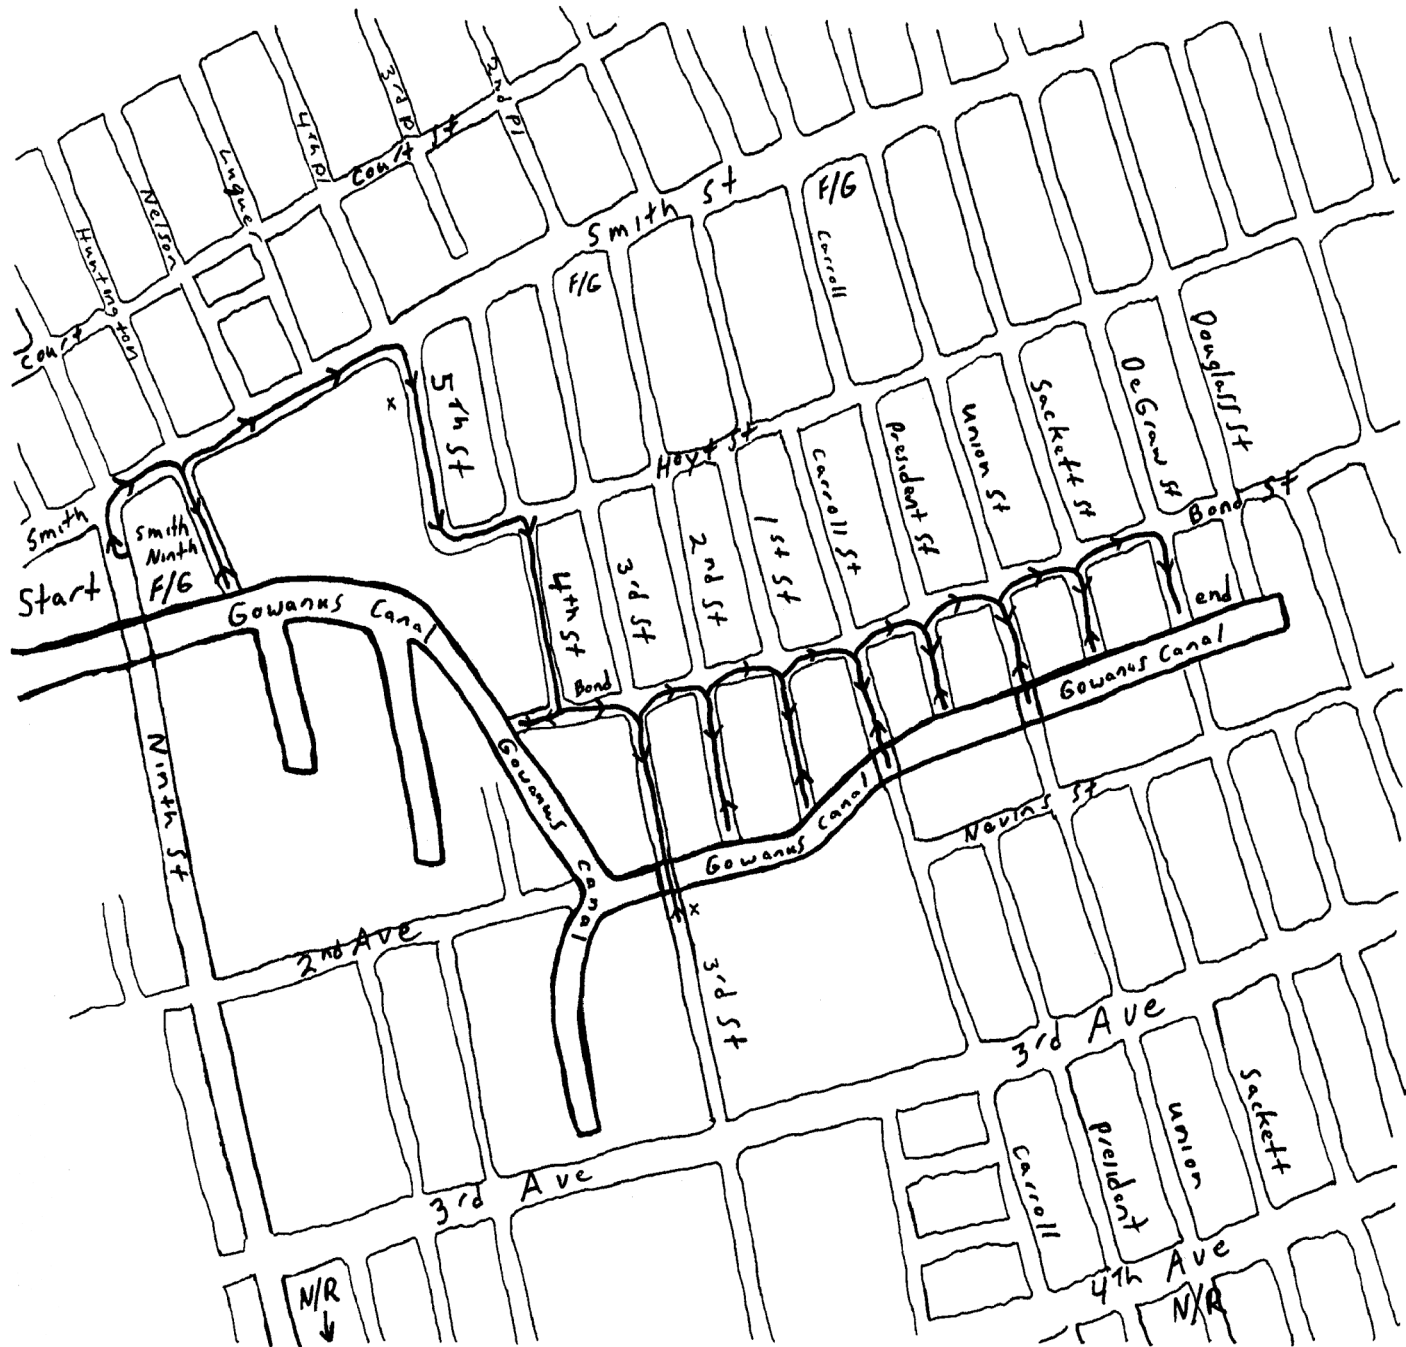 2nd Pl
3rd Pl
4th Pl
Court St
Luquer
Nelson
Huntington
Court
Smith St
F/G
Carroll
F/G
5th St
Hoyt St
Douglass St
DeGraw St
Sackett St
Union St
President St
Carroll St
1st St
2nd St
3rd St
4th St
Bond St
Smith
Smith
Ninth
F/G
Start
x
end
Gowanus Canal
Bond
Gowanus Canal
Gowanus Canal
Gowanus Canal
Ninth St
Nevins St
x
2nd Ave
3rd St
3rd Ave
3rd Ave
Sackett
Union
President
Carroll
4th Ave
N/R
N/R